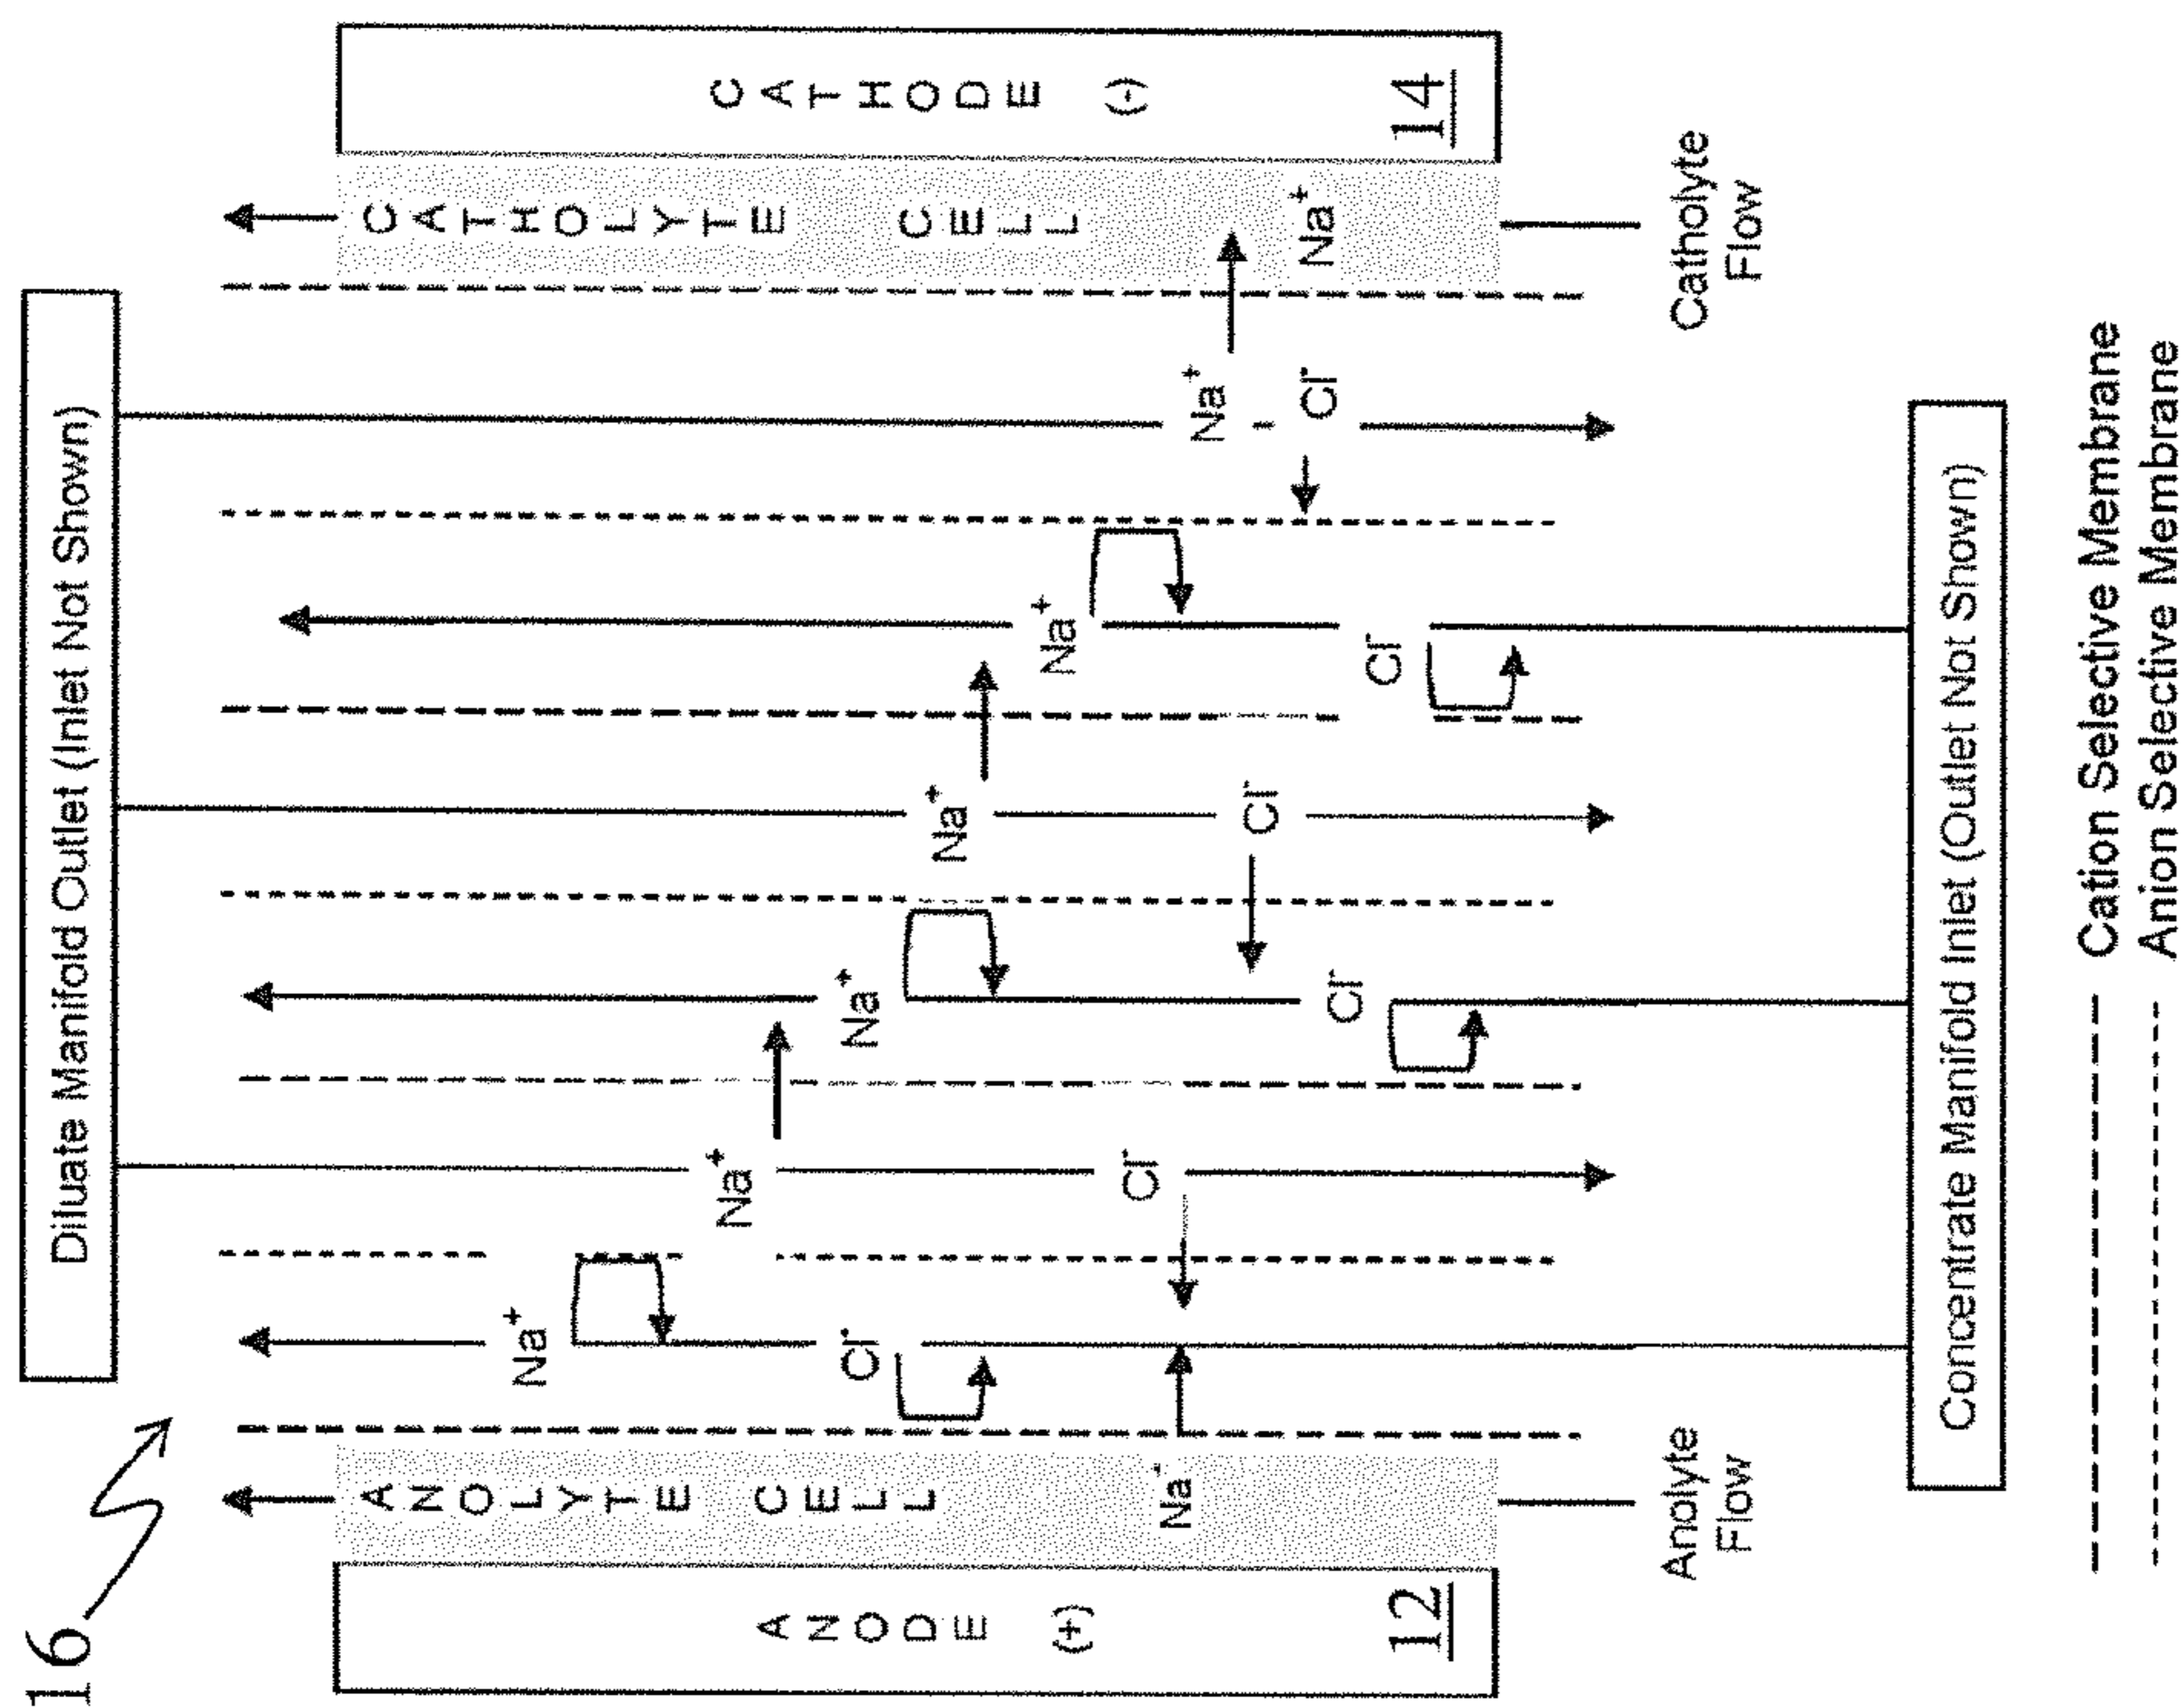 16
Diluate Manifold Outlet (Inlet Not Shown)
ANODE (+)
12
ANOLYTE CELL
Na⁺
Na⁺
Cl⁻
Na⁺
Cl⁻
Na⁺
Cl⁻
Na⁺
Cl⁻
Na⁺
Cl⁻
Na⁺
Cl⁻
CATHOLYTE CELL
Na⁺
CATHODE (-)
14
Anolyte
Flow
Catholyte
Flow
Concentrate Manifold Inlet (Outlet Not Shown)
Cation Selective Membrane
Anion Selective Membrane